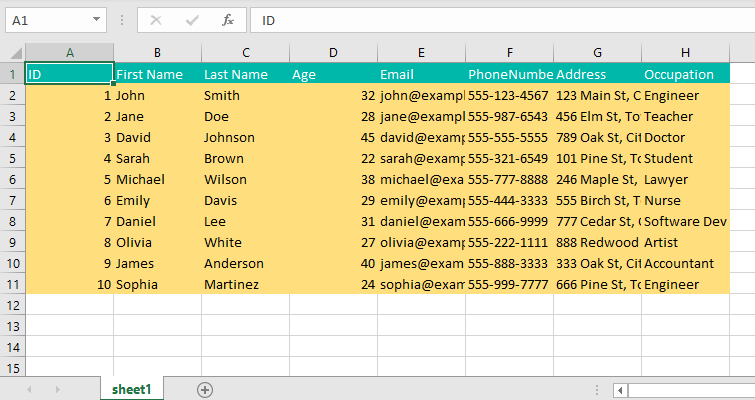 A1 fx ID
A B C D E F G H
1 ID First Name Last Name Age Email PhoneNumbe Address Occupation
2 1 John Smith 32 john@exampl 555-123-4567 123 Main St, C Engineer
3 2 Jane Doe 28 jane@examp 555-987-6543 456 Elm St, To Teacher
4 3 David Johnson 45 david@examp 555-555-5555 789 Oak St, Cit Doctor
5 4 Sarah Brown 22 sarah@examp 555-321-6549 101 Pine St, To Student
6 5 Michael Wilson 38 michael@exa 555-777-8888 246 Maple St, Lawyer
7 6 Emily Davis 29 emily@examp 555-444-3333 555 Birch St, T Nurse
8 7 Daniel Lee 31 daniel@exam 555-666-9999 777 Cedar St, Software Dev
9 8 Olivia White 27 olivia@examp 555-222-1111 888 Redwood Artist
10 9 James Anderson 40 james@exam 555-888-3333 333 Oak St, Cit Accountant
11 10 Sophia Martinez 24 sophia@exam 555-999-7777 666 Pine St, To Engineer
12
13
14
15
sheet1